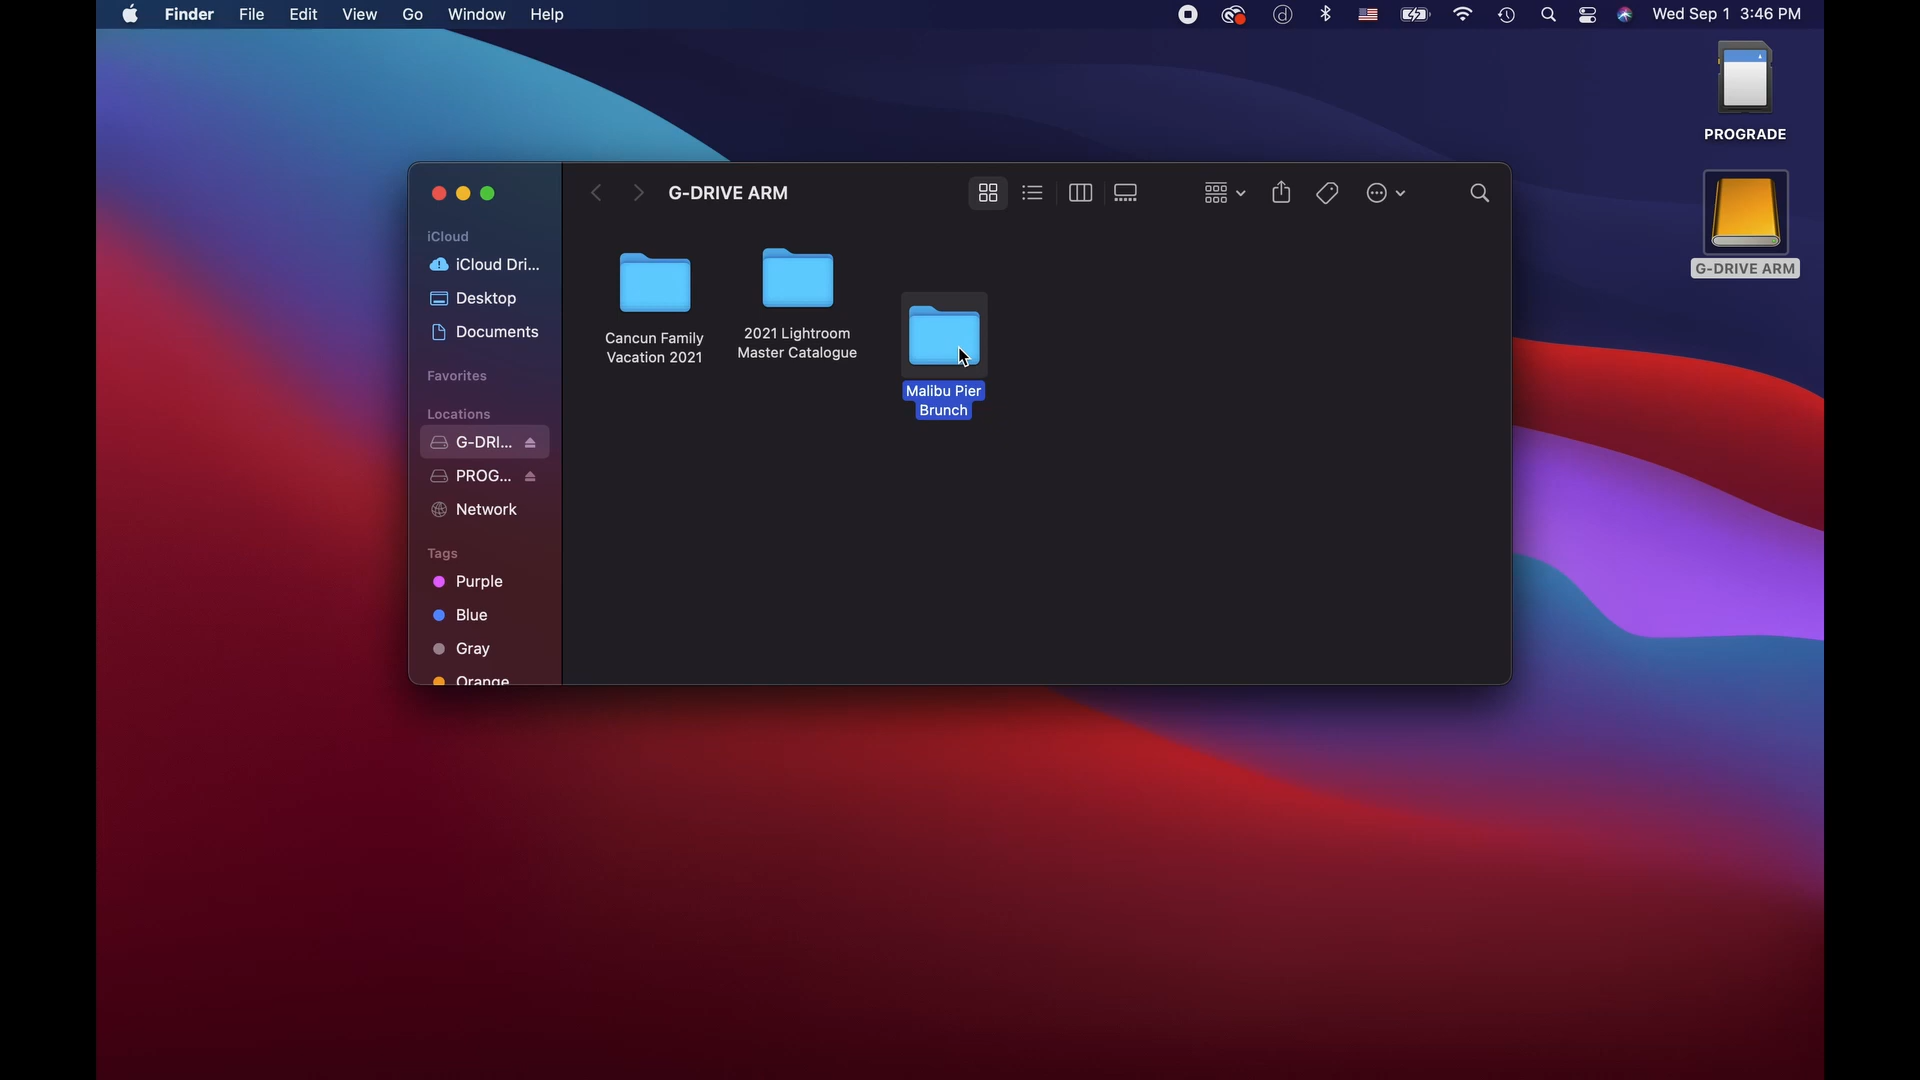 Finder File Edit View Go Window Help Wed Sep 1 3:46 PM
PROGRADE
G-DRIVE ARM
G-DRIVE ARM
iCloud
iCloud Dri...
Desktop
Documents
Favorites
Locations
G-DRI...
PROG...
Network
Tags
Purple
Blue
Gray
Orange
Cancun Family
Vacation 2021
2021 Lightroom
Master Catalogue
Malibu Pier
Brunch